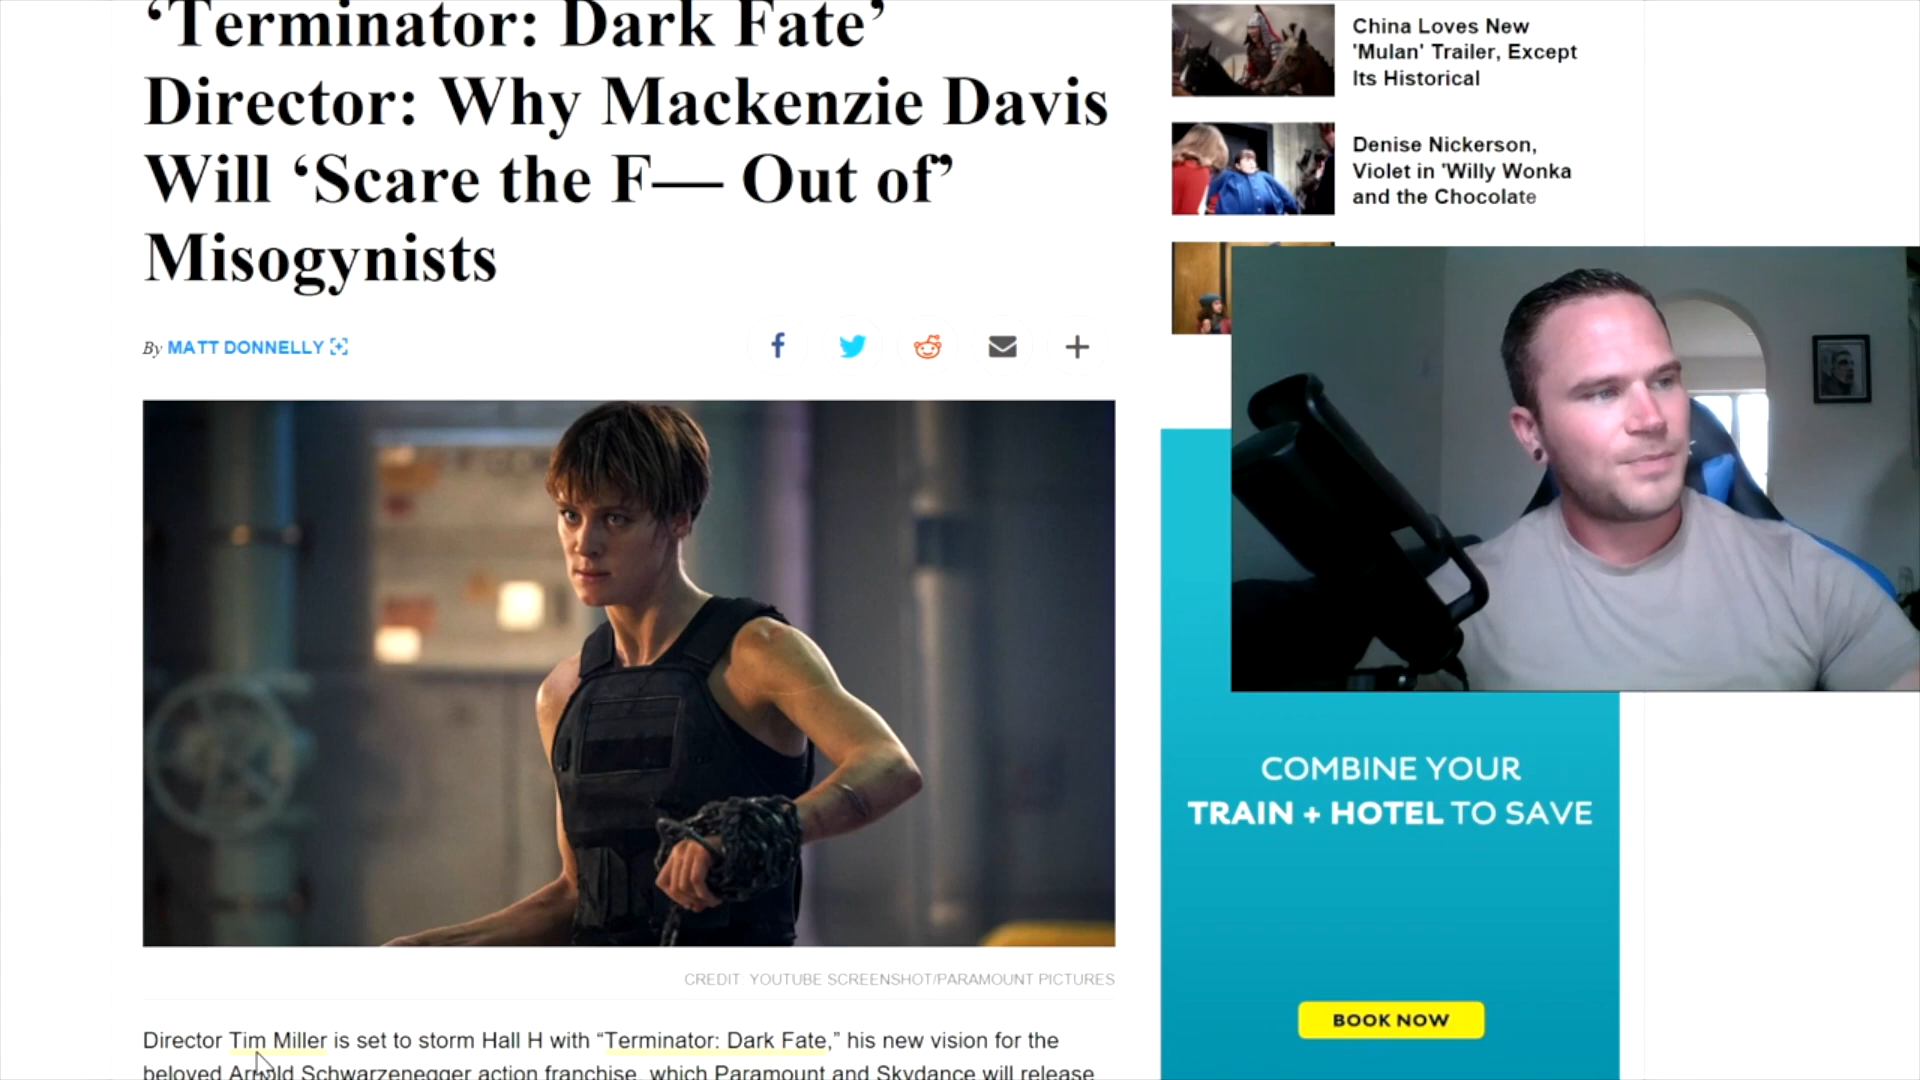 ‘Terminator: Dark Fate’
Director: Why Mackenzie Davis
Will ‘Scare the F— Out of’
Misogynists
By MATT DONNELLY
CREDIT: YOUTUBE SCREENSHOT/PARAMOUNT PICTURES
Director Tim Miller is set to storm Hall H with “Terminator: Dark Fate,” his new vision for the
beloved Arnold Schwarzenegger action franchise, which Paramount and Skydance will release
China Loves New
'Mulan' Trailer, Except
Its Historical
Denise Nickerson,
Violet in 'Willy Wonka
and the Chocolate
COMBINE YOUR
TRAIN + HOTEL TO SAVE
BOOK NOW